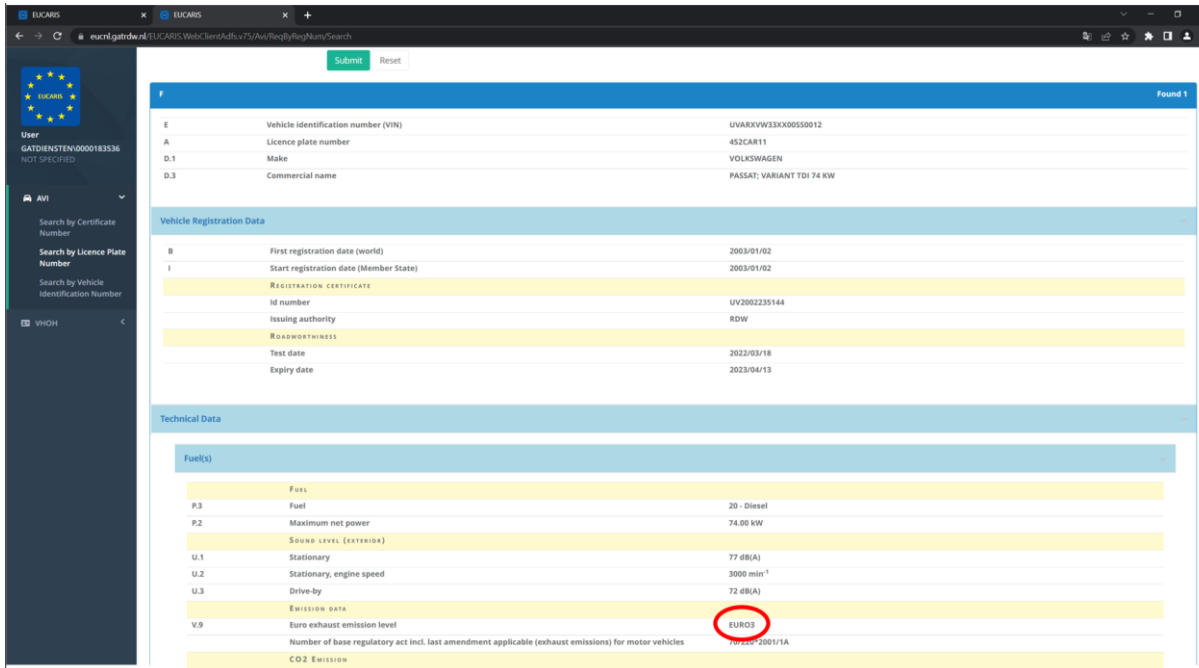 EUCARIS
EUCARIS
eucnl.gatrdw.nl/EUCARIS.WebClientAdfs.v75/Avi/ReqByRegNum/Search
Submit Reset
EUCARIS
User
GATDIENSTEN\0000183536
NOT SPECIFIED
AVI
Search by Certificate
Number
Search by Licence Plate
Number
Search by Vehicle
Identification Number
VHOH
F Found 1
E Vehicle identification number (VIN) UVARXVW33XX00550012
A Licence plate number 452CAR11
D.1 Make VOLKSWAGEN
D.3 Commercial name PASSAT; VARIANT TDI 74 KW
Vehicle Registration Data
B First registration date (world) 2003/01/02
I Start registration date (Member State) 2003/01/02
REGISTRATION CERTIFICATE
Id number UV2002235144
Issuing authority RDW
ROADWORTHINESS
Test date 2022/03/18
Expiry date 2023/04/13
Technical Data
Fuel(s)
FUEL
P.3 Fuel 20 - Diesel
P.2 Maximum net power 74.00 kW
SOUND LEVEL (EXTERIOR)
U.1 Stationary 77 dB(A)
U.2 Stationary, engine speed 3000 min-1
U.3 Drive-by 72 dB(A)
EMISSION DATA
V.9 Euro exhaust emission level EURO3
Number of base regulatory act incl. last amendment applicable (exhaust emissions) for motor vehicles 70/220*2001/1A
CO2 EMISSION